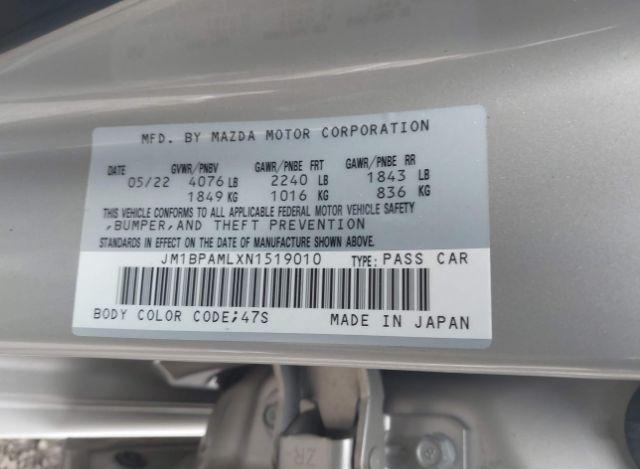 MFD. BY MAZDA MOTOR CORPORATION
DATE GVWR/PNBV GAWR/PNBE FRT GAWR/PNBE RR
05/22 4076 LB 2240 LB 1843 LB
1849 KG 1016 KG 836 KG
THIS VEHICLE CONFORMS TO ALL APPLICABLE FEDERAL MOTOR VEHICLE SAFETY
,BUMPER,AND THEFT PREVENTION
STANDARDS IN EFFECT ON THE DATE OF MANUFACTURE SHOWN ABOVE.
JM1BPAMLXN1519010 TYPE: PASS CAR
BODY COLOR CODE;47S MADE IN JAPAN
ZR